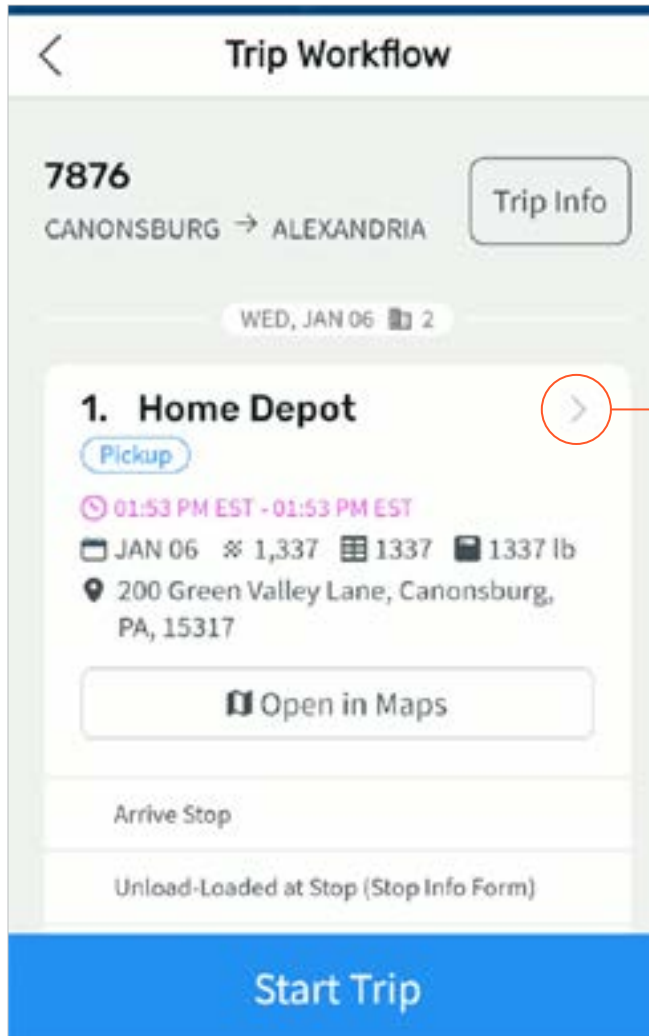 Trip Workflow
7876
Trip Info
CANONSBURG → ALEXANDRIA
WED, JAN 06 2
1. Home Depot
Pickup
01:53 PM EST - 01:53 PM EST
JAN 06 1,337 1337 1337 lb
200 Green Valley Lane, Canonsburg,
PA, 15317
Open in Maps
Arrive Stop
Unload-Loaded at Stop (Stop Info Form)
Start Trip